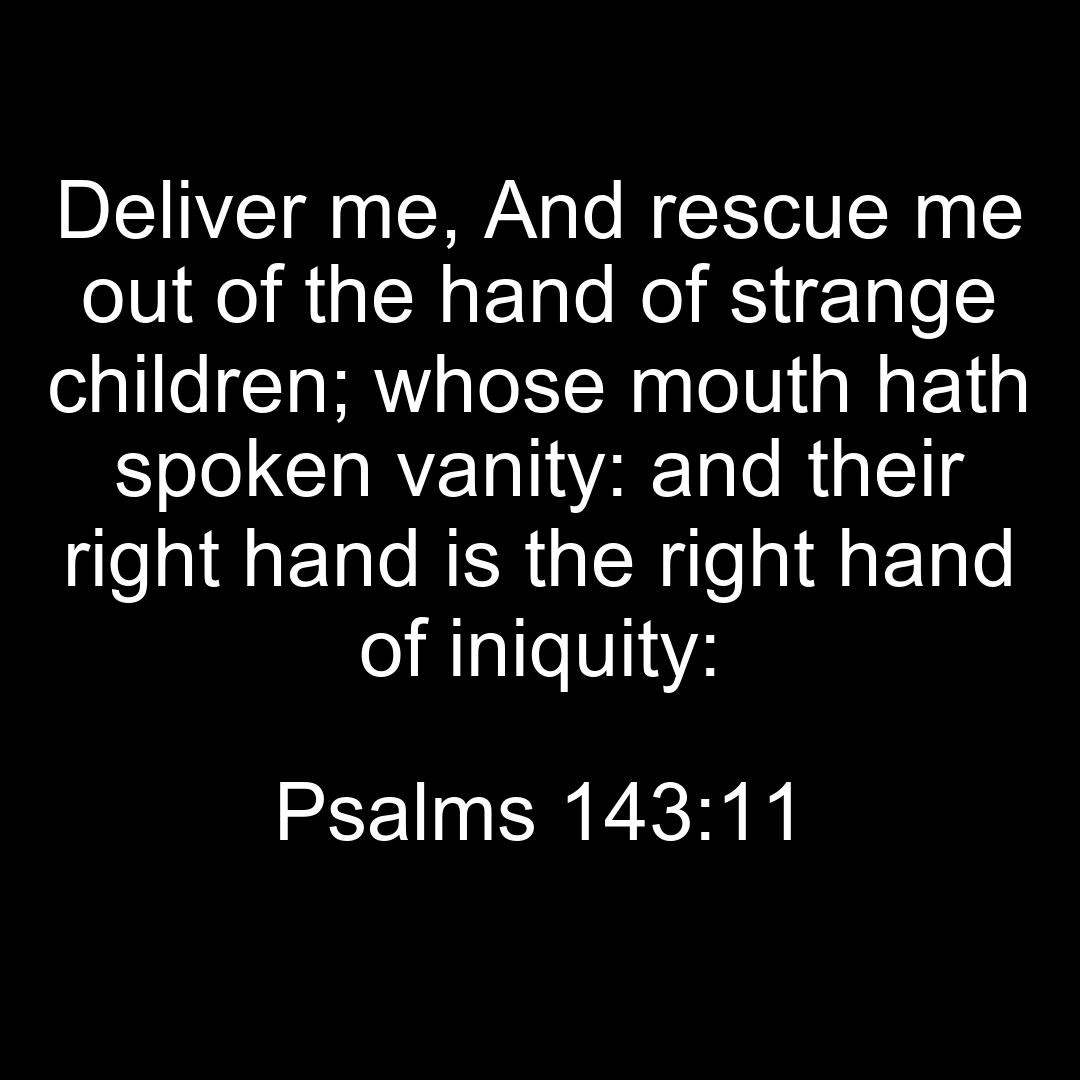 Deliver me, And rescue me
out of the hand of strange
children; whose mouth hath
spoken vanity: and their
right hand is the right hand
of iniquity:
Psalms 143:11